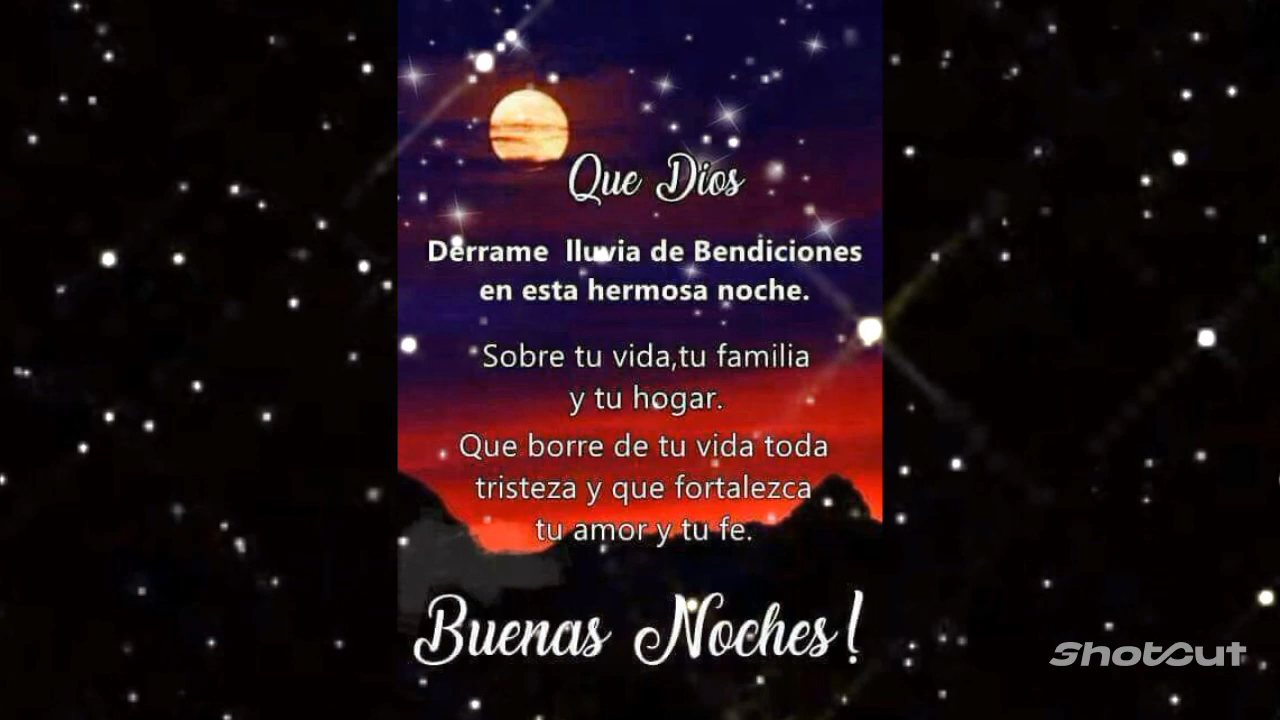 Que Dios
Derrame lluvia de Bendiciones
en esta hermosa noche.
Sobre tu vida,tu familia
y tu hogar.
Que borre de tu vida toda
tristeza y que fortalezca
tu amor y tu fe.
Buenas Noches!
ShotCut